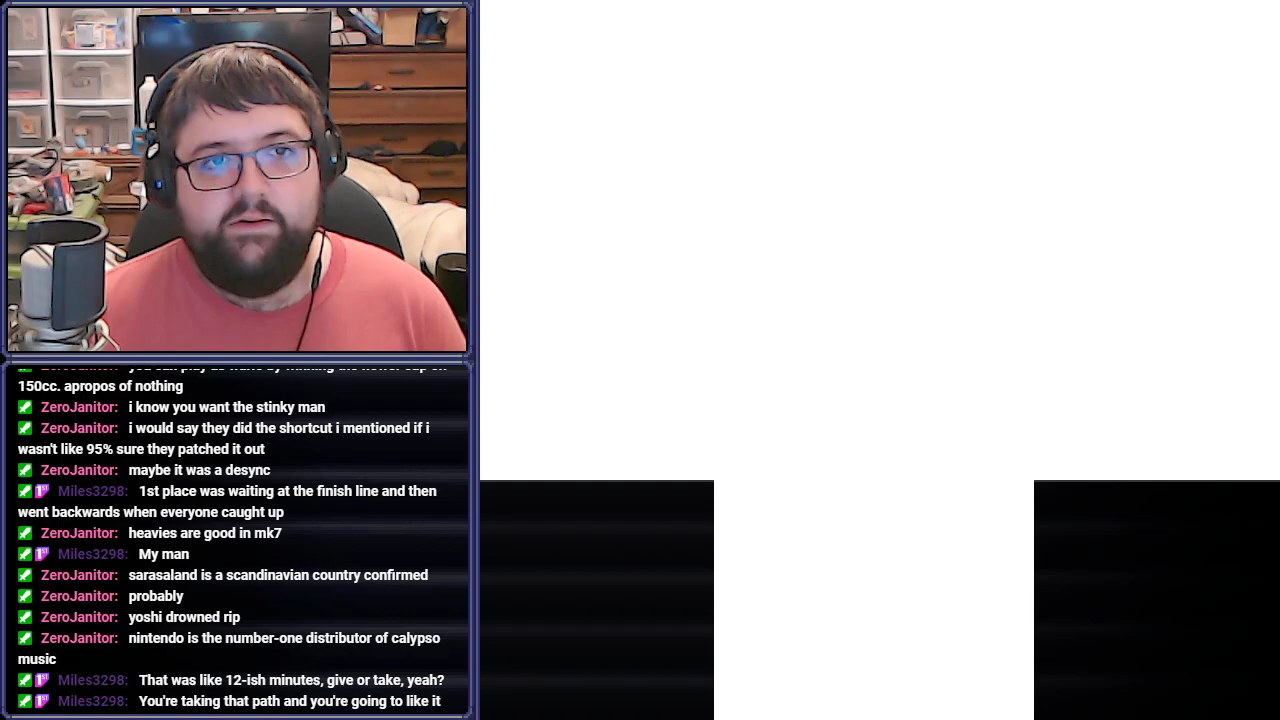 150cc. apropos of nothing
ZeroJanitor: i know you want the stinky man
ZeroJanitor: i would say they did the shortcut i mentioned if i
wasn't like 95% sure they patched it out
ZeroJanitor: maybe it was a desync
Miles3298: 1st place was waiting at the finish line and then
went backwards when everyone caught up
ZeroJanitor: heavies are good in mk7
Miles3298: My man
ZeroJanitor: sarasaland is a scandinavian country confirmed
ZeroJanitor: probably
ZeroJanitor: yoshi drowned rip
ZeroJanitor: nintendo is the number-one distributor of calypso
music
Miles3298: That was like 12-ish minutes, give or take, yeah?
Miles3298: You're taking that path and you're going to like it